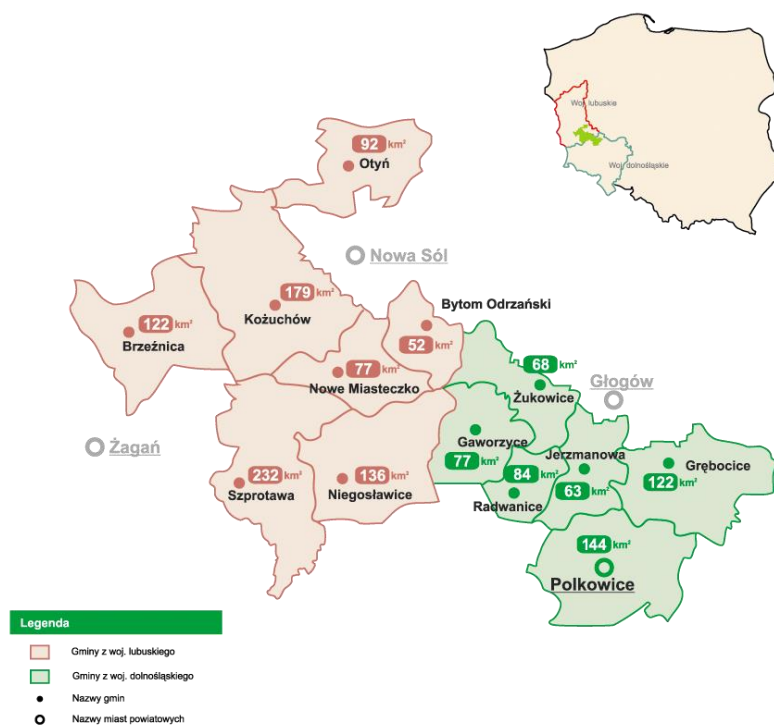 Woj. lubuskie
Woj. dolnośląskie
92 km²
Otyń
Nowa Sól
179 km²
Kożuchów
122 km²
Brzeźnica
Bytom Odrzański
52 km²
77 km²
Nowe Miasteczko
68 km²
Żukowice
Głogów
Żagań
Gaworzyce
77 km²
Jerzmanowa
63 km²
84 km²
Radwanice
Grębocice
122 km²
232 km²
Szprotawa
136 km²
Niegosławice
144 km²
Polkowice
Legenda
Gminy z woj. lubuskiego
Gminy z woj. dolnośląskiego
Nazwy gmin
Nazwy miast powiatowych